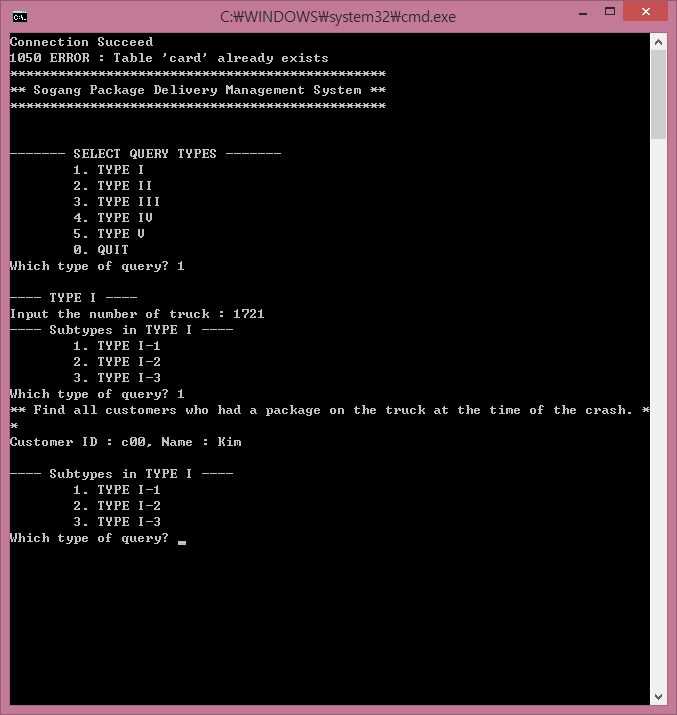 C:₩WINDOWS₩system32₩cmd.exe
Connection Succeed
1050 ERROR : Table 'card' already exists
***********************************************
** Sogang Package Delivery Management System **
***********************************************
------- SELECT QUERY TYPES -------
1. TYPE I
2. TYPE II
3. TYPE III
4. TYPE IV
5. TYPE V
0. QUIT
Which type of query? 1
---- TYPE I ----
Input the number of truck : 1721
---- Subtypes in TYPE I ----
1. TYPE I-1
2. TYPE I-2
3. TYPE I-3
Which type of query? 1
** Find all customers who had a package on the truck at the time of the crash. *
*
Customer ID : c00, Name : Kim
---- Subtypes in TYPE I ----
1. TYPE I-1
2. TYPE I-2
3. TYPE I-3
Which type of query?